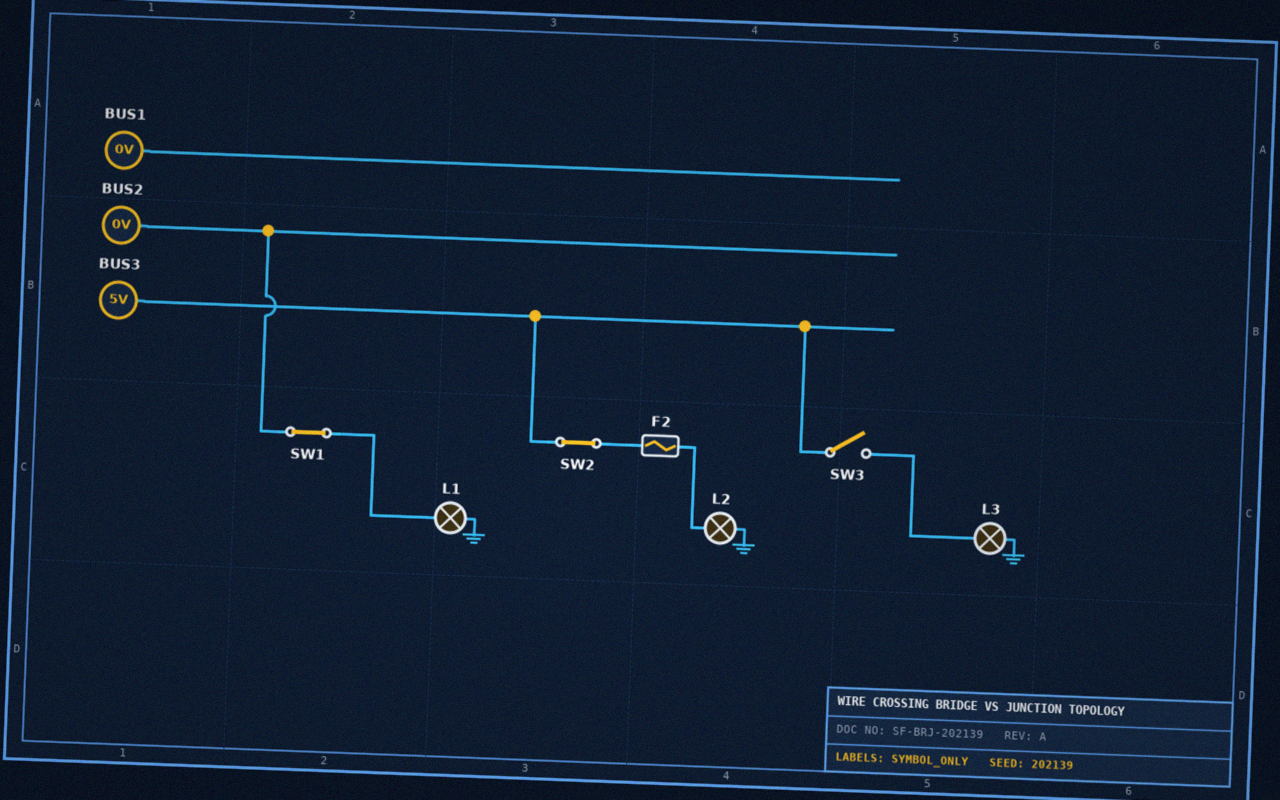 1 2 3 4 5 6
A A
BUS1
0V
BUS2
0V
BUS3
5V
B B
SW1
SW2
F2
SW3
C C
L1
L2
L3
D D
WIRE CROSSING BRIDGE VS JUNCTION TOPOLOGY
DOC NO: SF-BRJ-202139 REV: A
LABELS: SYMBOL_ONLY SEED: 202139
1 2 3 4 5 6